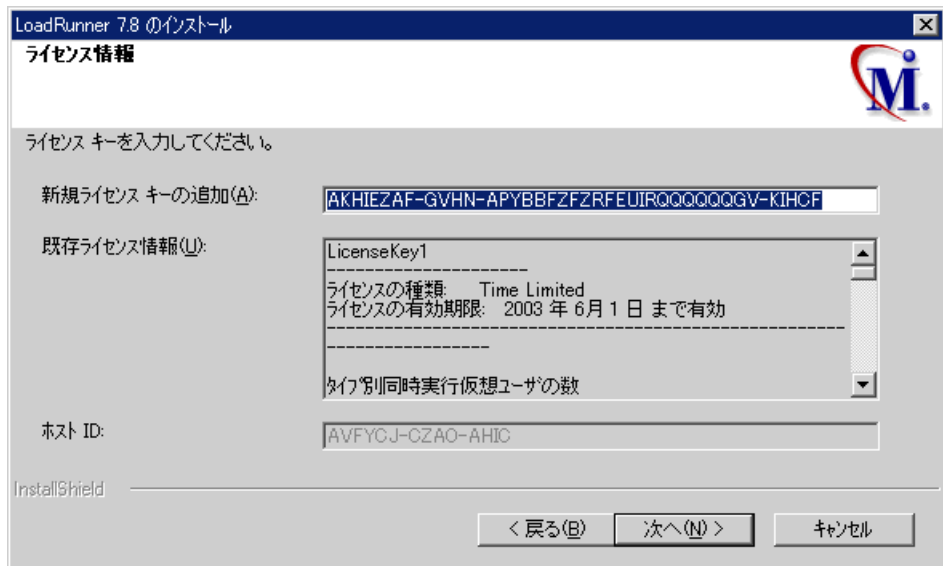 LoadRunner 7.8 のインストール
ライセンス情報
M.
ライセンス キーを入力してください。
新規ライセンス キーの追加(A):
AKHIEZAF-GVHN-APYBBFZFZRFEUIRQQQQQQGV-KIHCF
既存ライセンス情報(U):
LicenseKey1
---------------------
ライセンスの種類: Time Limited
ライセンスの有効期限: 2003 年 6月 1 日 まで有効
------------------------------------------------------
-----------------
タイプ別同時実行仮想ユーザの数
ホスト ID:
AVFYCJ-CZAO-AHIC
InstallShield
< 戻る(B)
次へ(N) >
キャンセル